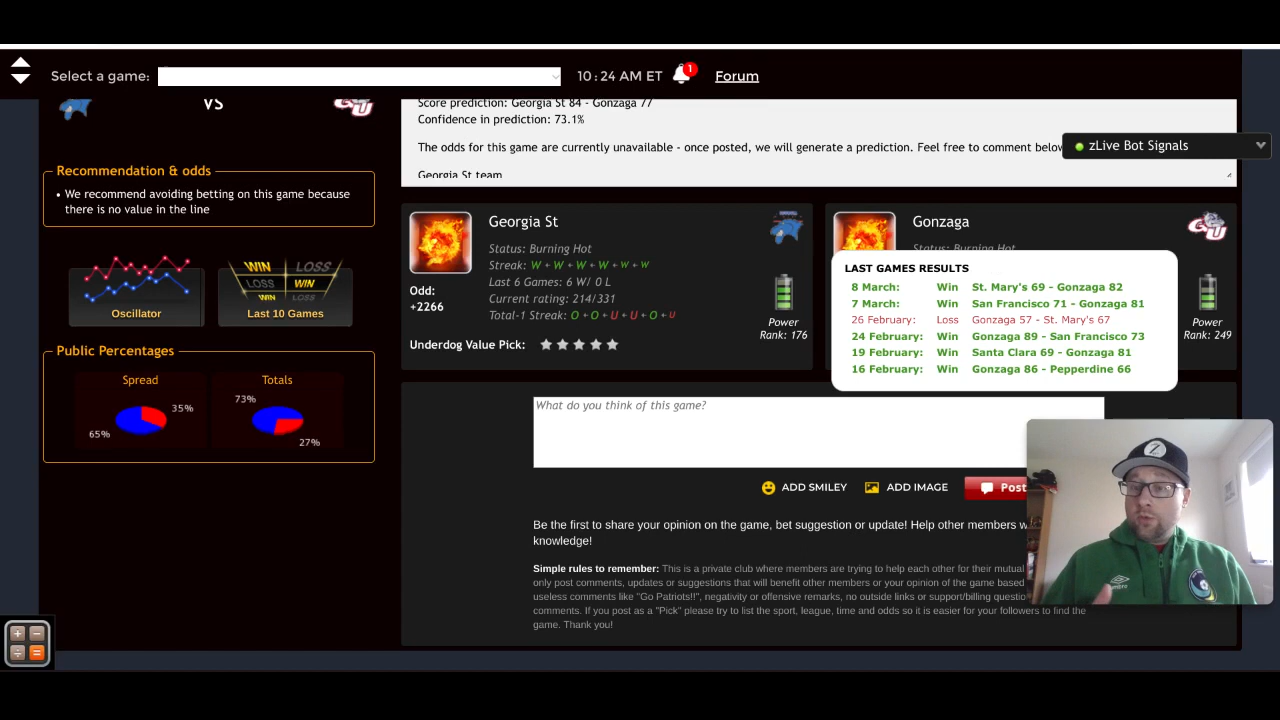 Select a game:
10:24 AM ET
1
Forum
VS
Score prediction: Georgia St 84 - Gonzaga 77
Confidence in prediction: 73.1%
The odds for this game are currently unavailable - once posted, we will generate a prediction. Feel free to comment below
Georgia St team
zLive Bot Signals
Recommendation & odds
• We recommend avoiding betting on this game because
there is no value in the line
WIN LOSS
LOSS WIN
WIN LOSS
Oscillator
Last 10 Games
Public Percentages
Spread
Totals
35%
65%
73%
27%
Georgia St
Status: Burning Hot
Streak: W - W - W - W - W - W
Last 6 Games: 6 W/ 0 L
Current rating: 214/331
Total-1 Streak: O - O - U - U - O - U
Odd:
+2266
Underdog Value Pick:
Power
Rank: 176
Gonzaga
Status: Burning Hot
LAST GAMES RESULTS
8 March: Win St. Mary's 69 - Gonzaga 82
7 March: Win San Francisco 71 - Gonzaga 81
26 February: Loss Gonzaga 57 - St. Mary's 67
24 February: Win Gonzaga 89 - San Francisco 73
19 February: Win Santa Clara 69 - Gonzaga 81
16 February: Win Gonzaga 86 - Pepperdine 66
Power
Rank: 249
What do you think of this game?
ADD SMILEY
ADD IMAGE
Post
Be the first to share your opinion on the game, bet suggestion or update! Help other members
knowledge!
Simple rules to remember: This is a private club where members are trying to help each other for their mutual
only post comments, updates or suggestions that will benefit other members or your opinion of the game based
useless comments like "Go Patriots!!", negativity or offensive remarks, no outside links or support/billing
comments. If you post as a "Pick" please try to list the sport, league, time and odds so it is easier for your followers to find the
game. Thank you!